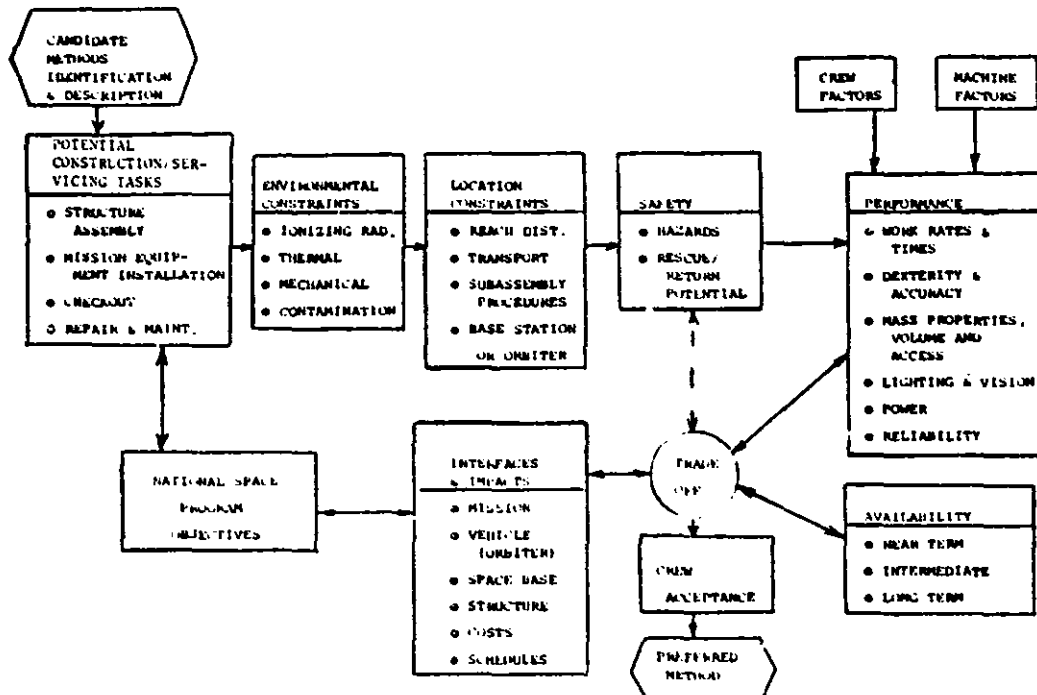 CANDIDATE
METHODS
IDENTIFICATION
& DESCRIPTION
CREW
FACTORS
MACHINE
FACTORS
POTENTIAL
CONSTRUCTION/SER-
VICING TASKS
● STRUCTURE
ASSEMBLY
● MISSION EQUIP-
MENT INSTALLATION
● CHECKOUT
● REPAIR & MAINT.
ENVIRONMENTAL
CONSTRAINTS
● IONIZING RAD.
● THERMAL
● MECHANICAL
● CONTAMINATION
LOCATION
CONSTRAINTS
● REACH DIST.
● TRANSPORT
● SUBASSEMBLY
PROCEDURES
● BASE STATION
OR ORBITER
SAFETY
● HAZARDS
● RESCUE/
RETURN
POTENTIAL
PERFORMANCE
● WORK RATES &
TIMES
● DEXTERITY &
ACCURACY
● MASS PROPERTIES,
VOLUME AND
ACCESS
● LIGHTING & VISION
● POWER
● RELIABILITY
NATIONAL SPACE
PROGRAM
OBJECTIVES
INTERFACES
& IMPACTS
● MISSION
● VEHICLE
(ORBITER)
● SPACE BASE
● STRUCTURE
● COSTS
● SCHEDULES
TRADE
OFF
AVAILABILITY
● NEAR TERM
● INTERMEDIATE
● LONG TERM
CREW
ACCEPTANCE
PREFERRED
METHOD